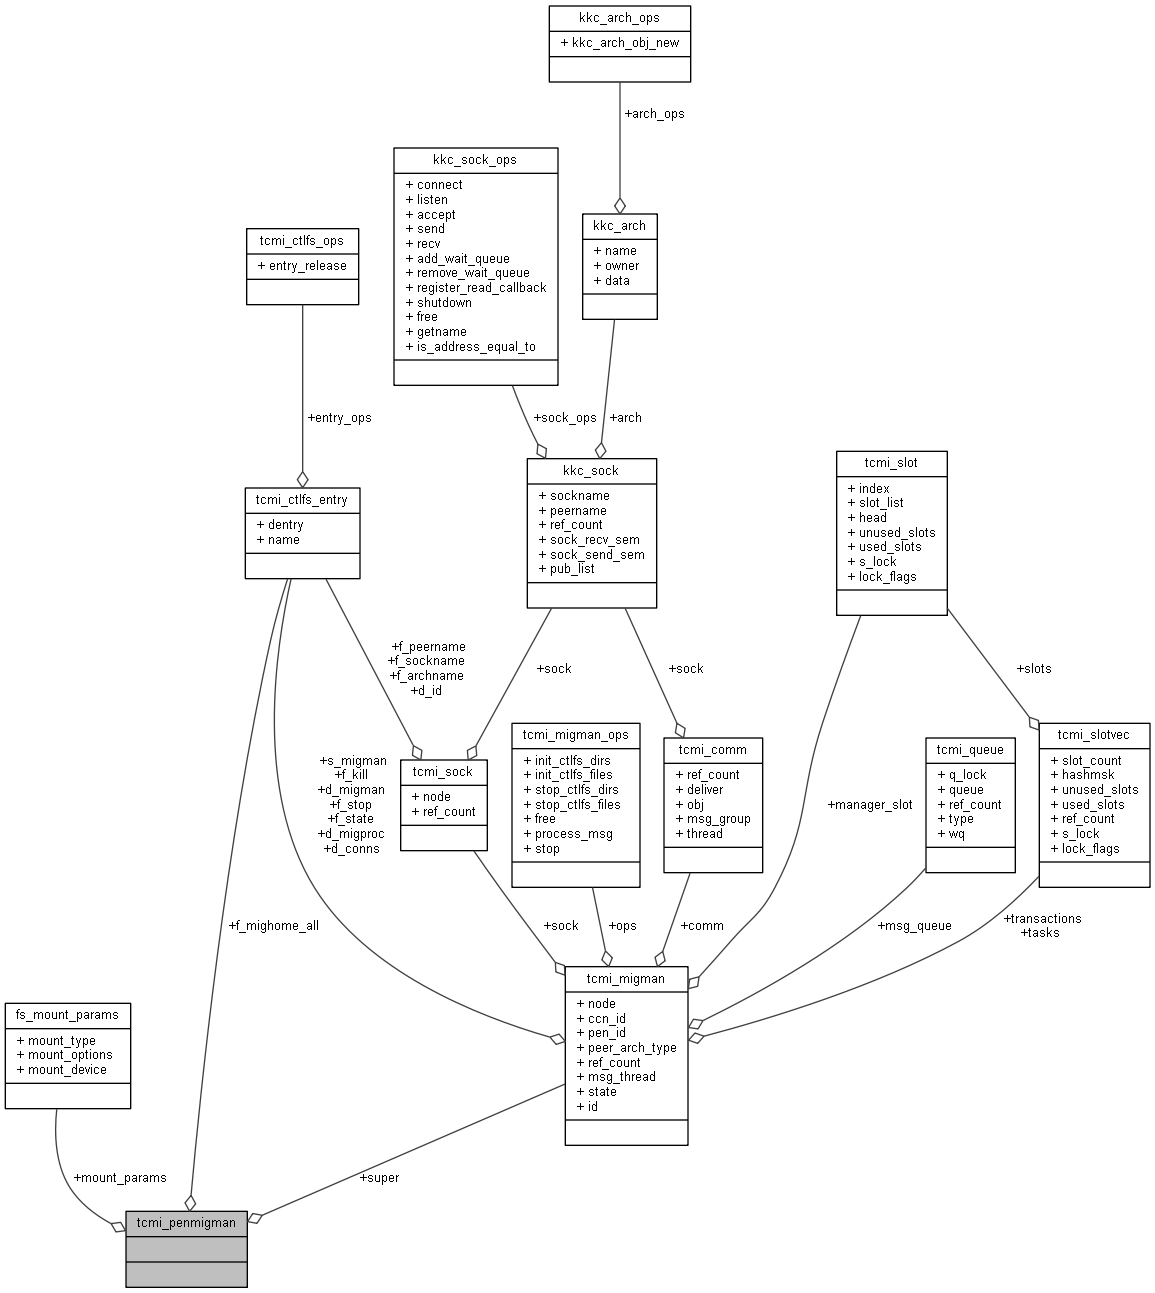 kkc_arch_ops
+ kkc_arch_obj_new
+arch_ops
kkc_sock_ops
+ connect
+ listen
+ accept
+ send
+ recv
+ add_wait_queue
+ remove_wait_queue
+ register_read_callback
+ shutdown
+ free
+ getname
+ is_address_equal_to
kkc_arch
+ name
+ owner
+ data
tcmi_ctlfs_ops
+ entry_release
+entry_ops
+sock_ops
+arch
kkc_sock
+ sockname
+ peername
+ ref_count
+ sock_recv_sem
+ sock_send_sem
+ pub_list
tcmi_slot
+ index
+ slot_list
+ head
+ unused_slots
+ used_slots
+ s_lock
+ lock_flags
tcmi_ctlfs_entry
+ dentry
+ name
+f_peername
+f_sockname
+f_archname
+d_id
+sock
+sock
+slots
+s_migman
+f_kill
+d_migman
+f_stop
+f_state
+d_migproc
+d_conns
tcmi_sock
+ node
+ ref_count
tcmi_migman_ops
+ init_ctlfs_dirs
+ init_ctlfs_files
+ stop_ctlfs_dirs
+ stop_ctlfs_files
+ free
+ process_msg
+ stop
tcmi_comm
+ ref_count
+ deliver
+ obj
+ msg_group
+ thread
+manager_slot
tcmi_queue
+ q_lock
+ queue
+ ref_count
+ type
+ wq
tcmi_slotvec
+ slot_count
+ hashmsk
+ unused_slots
+ used_slots
+ ref_count
+ s_lock
+ lock_flags
+f_mighome_all
+sock
+ops
+comm
+msg_queue
+transactions
+tasks
tcmi_migman
+ node
+ ccn_id
+ pen_id
+ peer_arch_type
+ ref_count
+ msg_thread
+ state
+ id
fs_mount_params
+ mount_type
+ mount_options
+ mount_device
+mount_params
+super
tcmi_penmigman